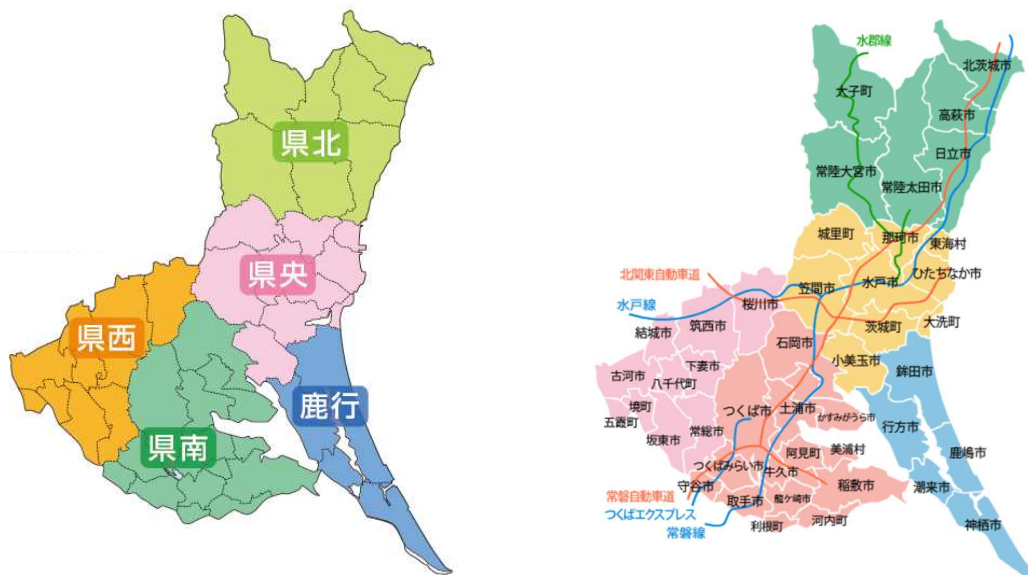 県北
県央
県西
鹿行
県南
水郡線
北茨城市
大子町
高萩市
日立市
常陸大宮市
常陸太田市
城里町
那珂市
東海村
北関東自動車道
笠間市
水戸市
ひたちなか市
水戸線
桜川市
筑西市
結城市
茨城町
大洗町
石岡市
小美玉市
下妻市
古河市
八千代町
鉾田市
境町
五霞町
つくば市
土浦市
かすみがうら市
常総市
坂東市
行方市
阿見町
美浦村
鹿嶋市
つくばみらい市
牛久市
守谷市
稲敷市
潮来市
常磐自動車道
取手市
龍ケ崎市
つくばエクスプレス
河内町
利根町
常磐線
神栖市